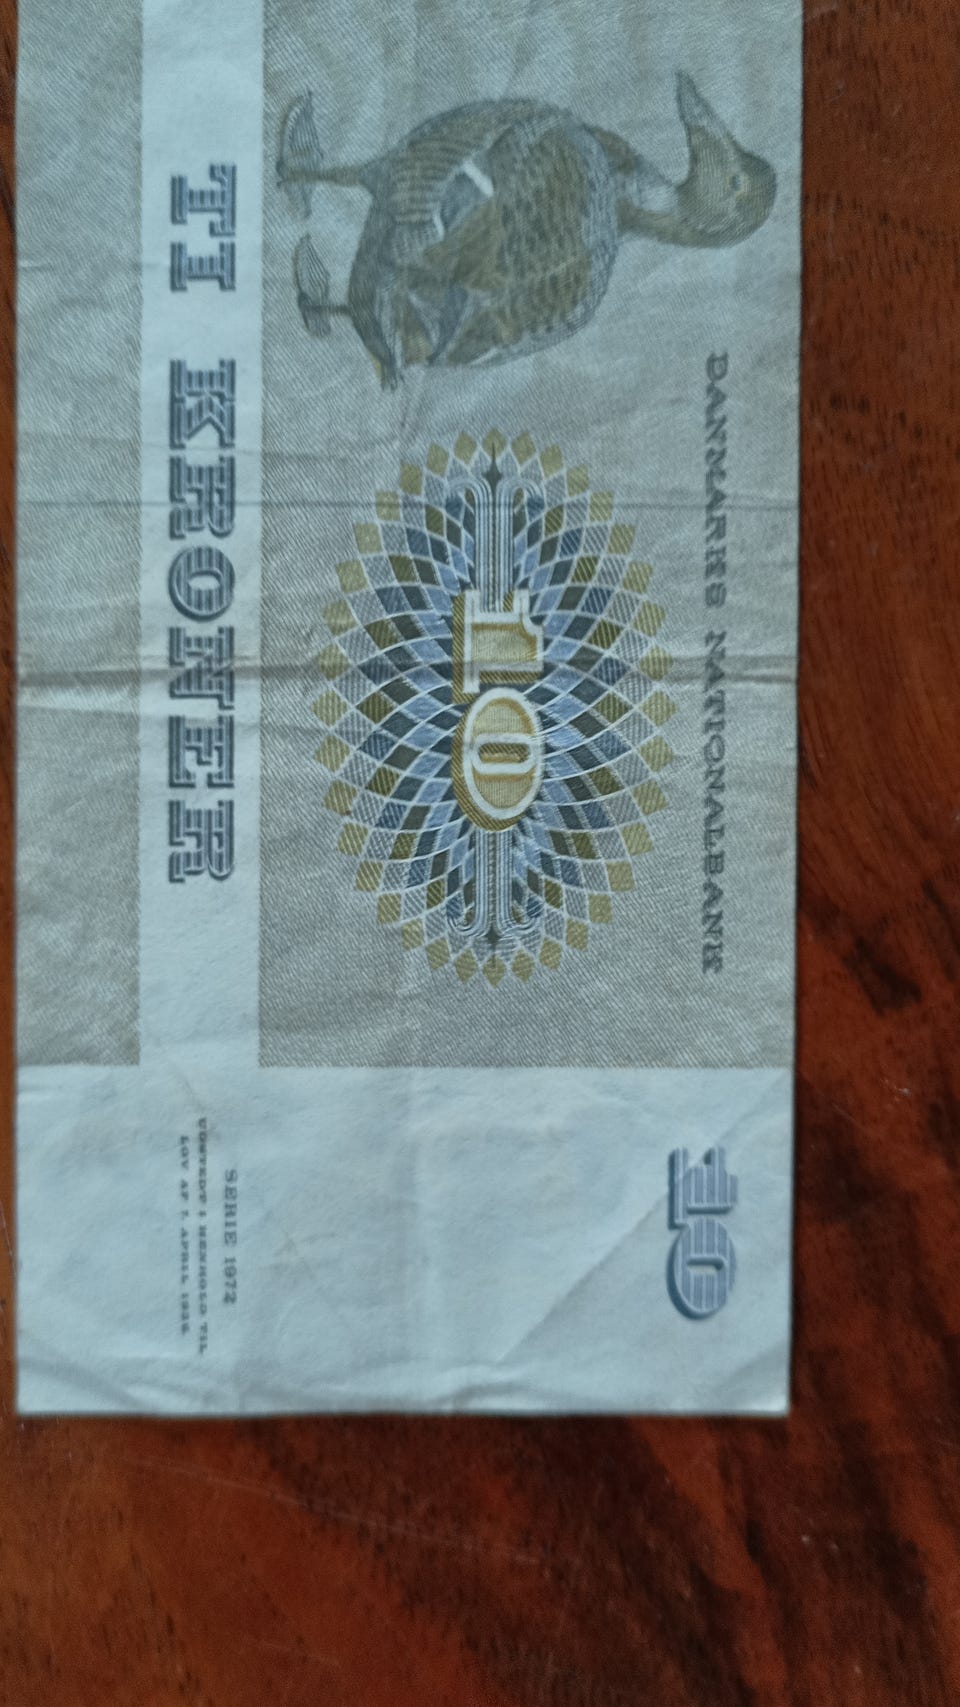 DANMARKS NATIONALBANK
10
10
TI KRONER
SERIE 1972
UDSTEDT I HENHOLD TIL
LOV AF 7. APRIL 1936